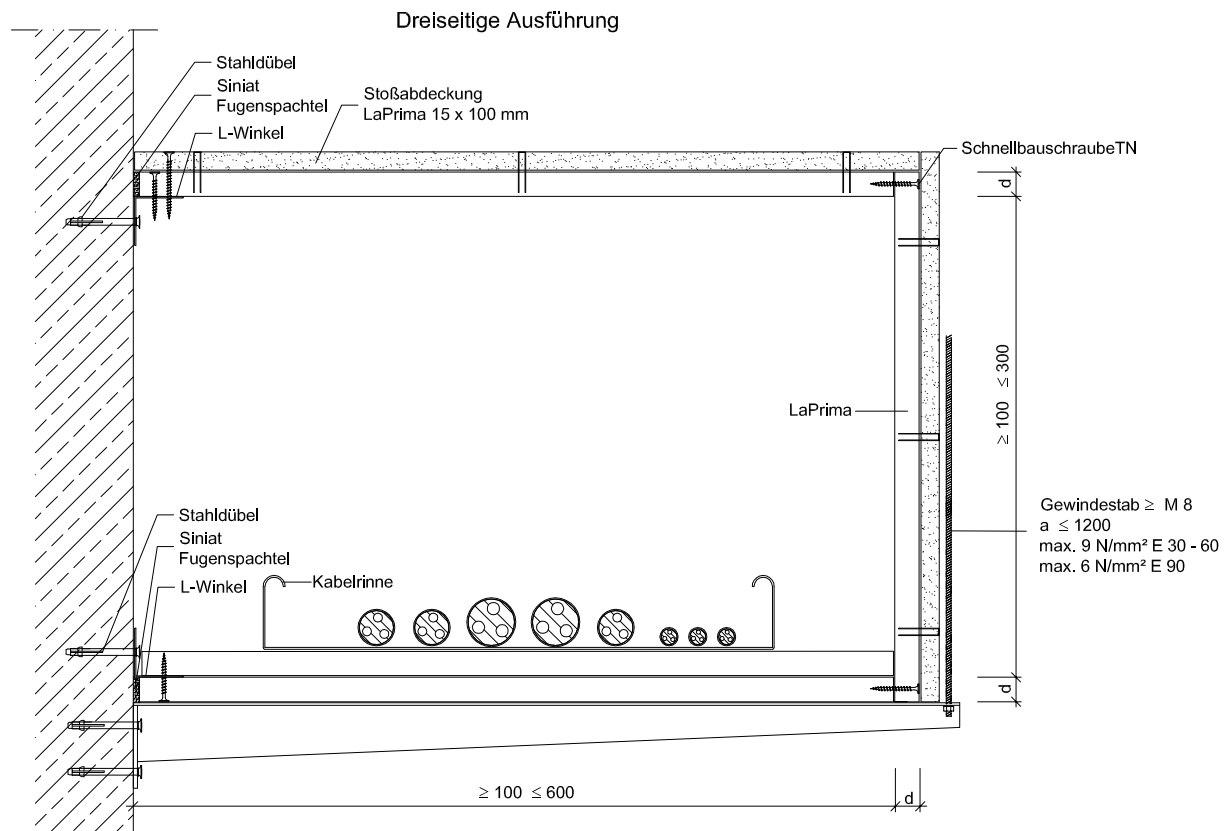 Dreiseitige Ausführung
Stahldübel
Siniat
Fugenspachtel
L-Winkel
Stoßabdeckung
LaPrima 15 x 100 mm
SchnellbauschraubeTN
d
≥ 100 ≤ 300
LaPrima
Gewindestab ≥ M 8
a ≤ 1200
max. 9 N/mm² E 30 - 60
max. 6 N/mm² E 90
Stahldübel
Siniat
Fugenspachtel
L-Winkel
Kabelrinne
d
≥ 100 ≤ 600
d